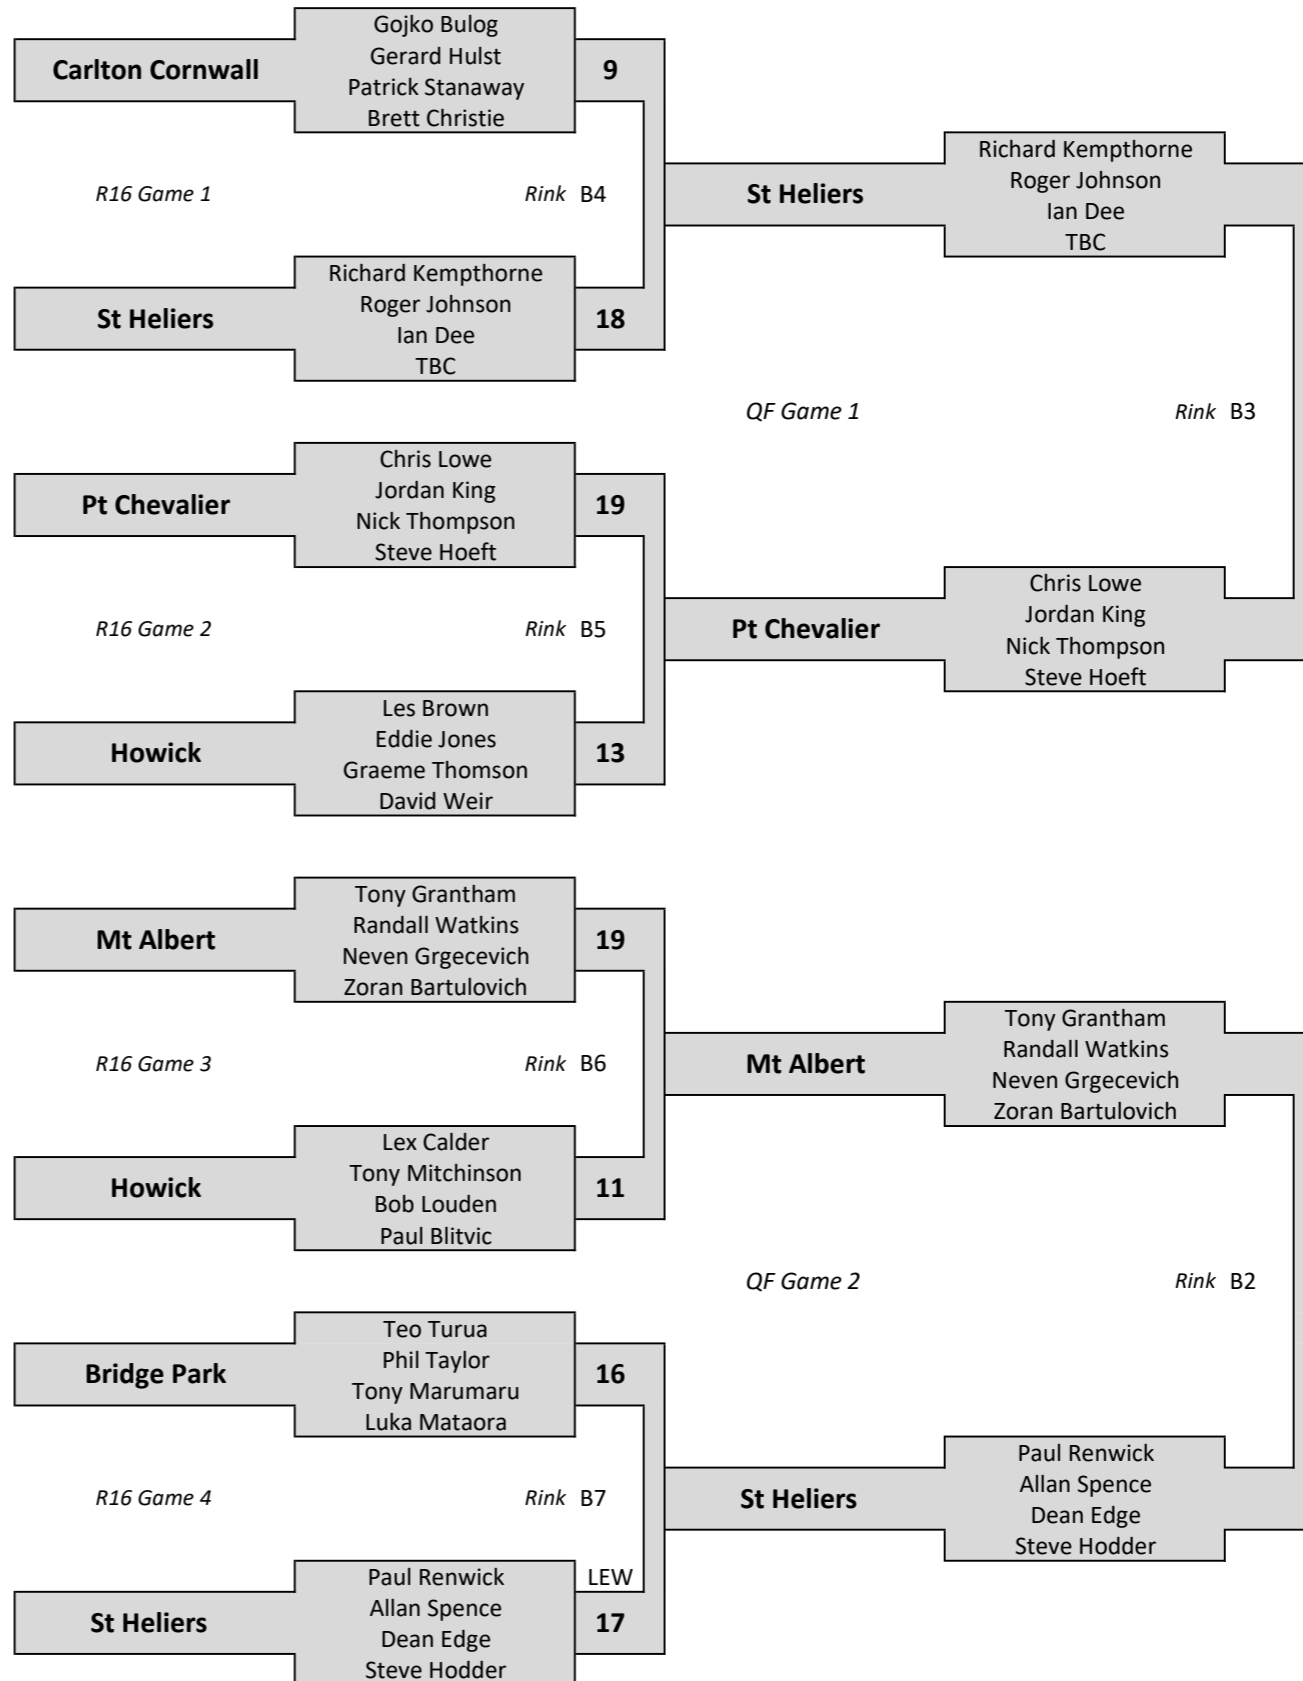 Gojko Bulog
Carlton Cornwall
Gerard Hulst
9
Patrick Stanaway
Brett Christie
R16 Game 1
Rink B4
Richard Kempthorne
St Heliers
Roger Johnson
18
Ian Dee
TBC
St Heliers
Richard Kempthorne
Roger Johnson
Ian Dee
TBC
QF Game 1
Rink B3
Chris Lowe
Pt Chevalier
Jordan King
19
Nick Thompson
Steve Hoeft
R16 Game 2
Rink B5
Les Brown
Howick
Eddie Jones
13
Graeme Thomson
David Weir
Pt Chevalier
Chris Lowe
Jordan King
Nick Thompson
Steve Hoeft
Tony Grantham
Mt Albert
Randall Watkins
19
Neven Grgecevich
Zoran Bartulovich
R16 Game 3
Rink B6
Lex Calder
Howick
Tony Mitchinson
11
Bob Louden
Paul Blitvic
Mt Albert
Tony Grantham
Randall Watkins
Neven Grgecevich
Zoran Bartulovich
QF Game 2
Rink B2
Teo Turua
Bridge Park
Phil Taylor
16
Tony Marumaru
Luka Mataora
R16 Game 4
Rink B7
Paul Renwick
LEW
St Heliers
Allan Spence
17
Dean Edge
Steve Hodder
St Heliers
Paul Renwick
Allan Spence
Dean Edge
Steve Hodder